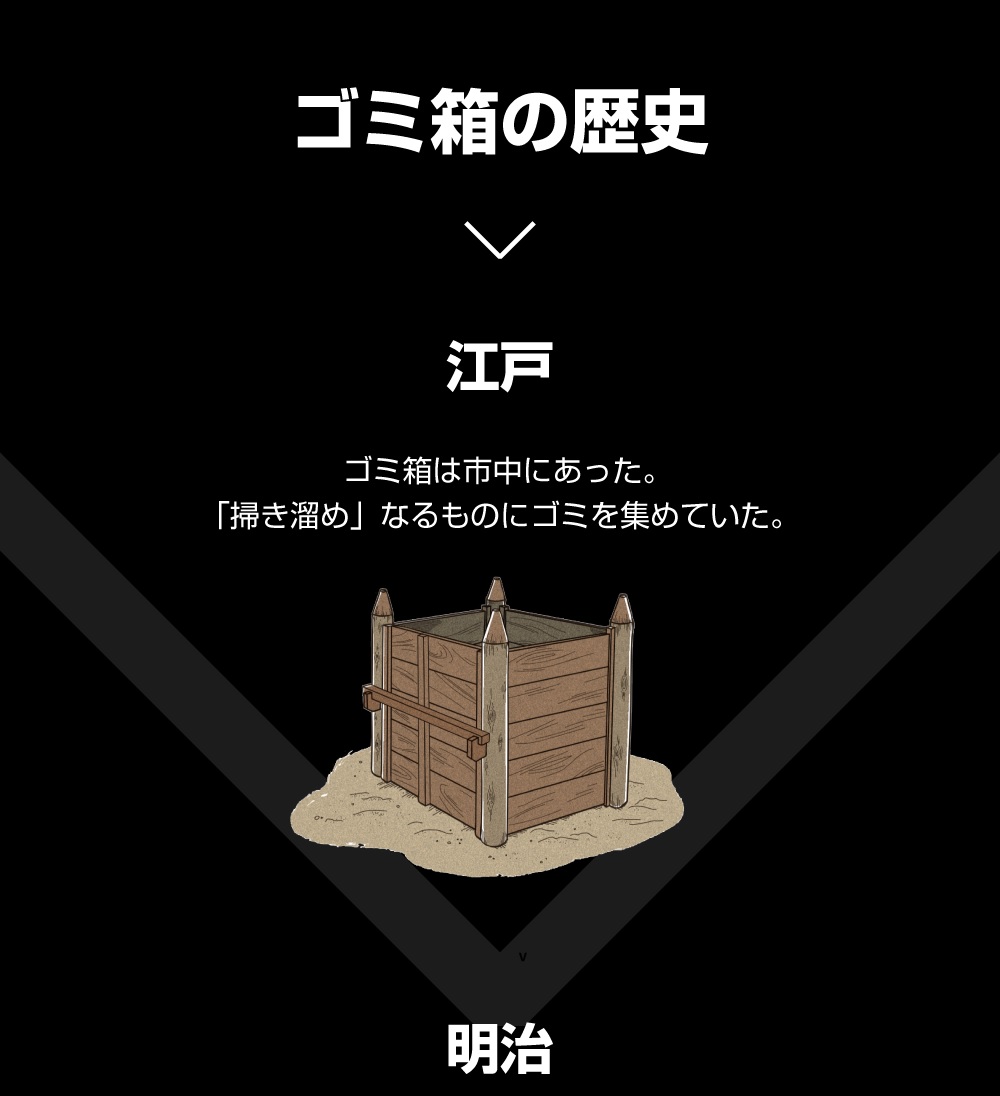 ゴミ箱の歴史
江戸
ゴミ箱は市中にあった。
「掃き溜め」なるものにゴミを集めていた。
v
明治